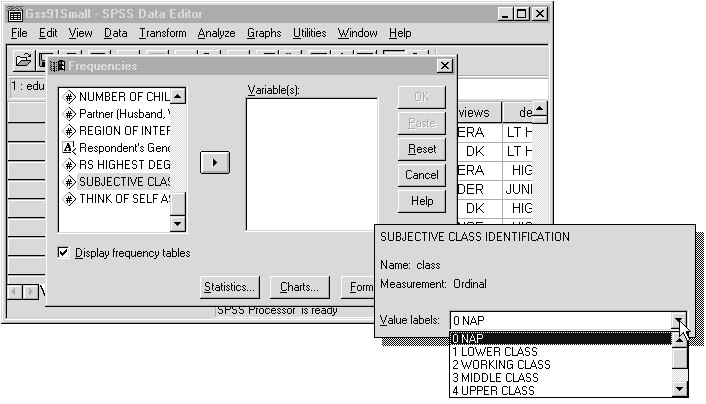 Gss91Small - SPSS Data Editor
File Edit View Data Transform Analyze Graphs Utilities Window Help
Frequencies
1 : edu
NUMBER OF CHIL
Partner (Husband, \
REGION OF INTEF
Respondent's Gend
RS HIGHEST DEG
SUBJECTIVE CLAS
THINK OF SELF AS
Variable(s):
OK
Paste
Reset
Cancel
Help
Display frequency tables
Statistics...
Charts...
Form
views de
ERA LT H
DK LT H
ERA HIG
DER JUNI
DK HIG
SPSS Processor is ready
SUBJECTIVE CLASS IDENTIFICATION
Name: class
Measurement: Ordinal
Value labels: 0 NAP
0 NAP
1 LOWER CLASS
2 WORKING CLASS
3 MIDDLE CLASS
4 UPPER CLASS